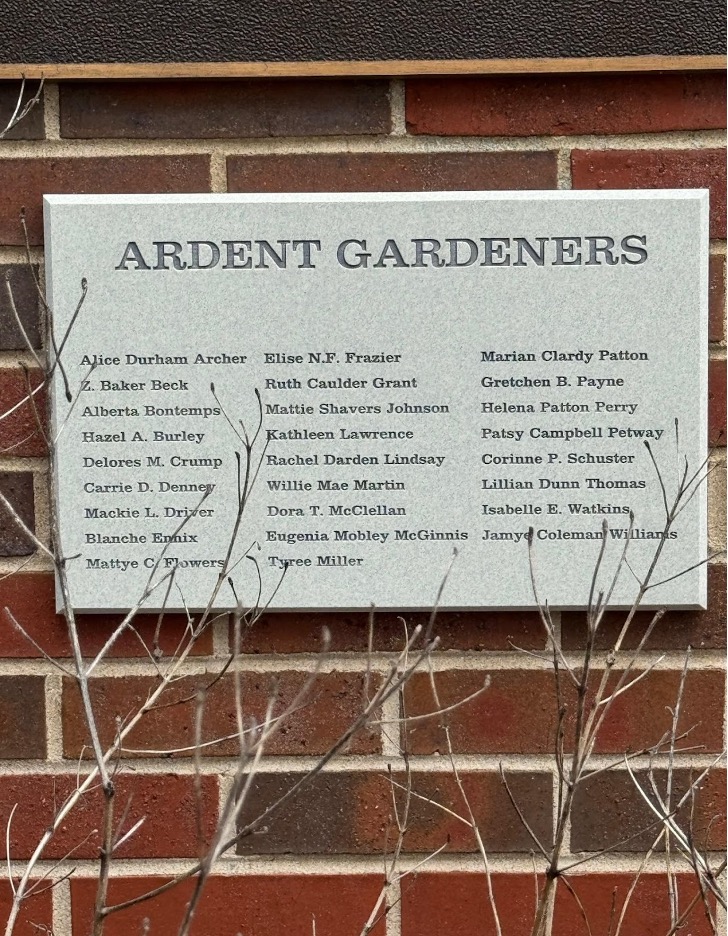 ARDENT GARDENERS
Alice Durham Archer
Z. Baker Beck
Alberta Bontemps
Hazel A. Burley
Delores M. Crump
Carrie D. Denney
Mackie L. Driver
Blanche Ennix
Mattye C. Flowers
Elise N.F. Frazier
Ruth Caulder Grant
Mattie Shavers Johnson
Kathleen Lawrence
Rachel Darden Lindsay
Willie Mae Martin
Dora T. McClellan
Eugenia Mobley McGinnis
Tyree Miller
Marian Clardy Patton
Gretchen B. Payne
Helena Patton Perry
Patsy Campbell Petway
Corinne P. Schuster
Lillian Dunn Thomas
Isabelle E. Watkins
Jamye Coleman Williams